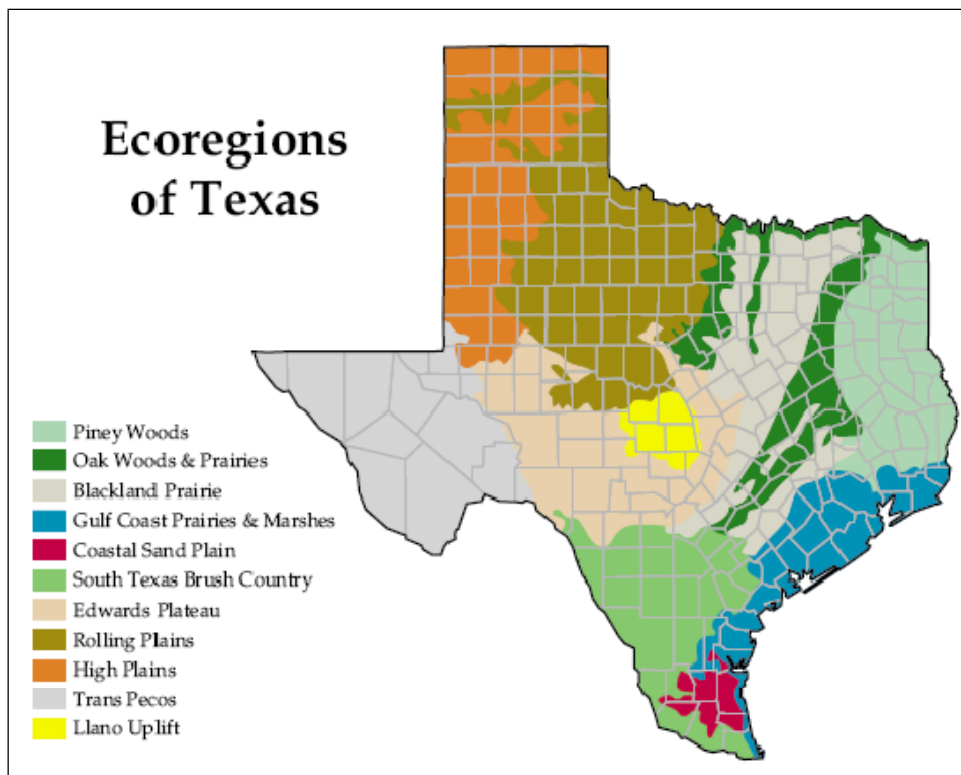 Ecoregions
of Texas
Piney Woods
Oak Woods & Prairies
Blackland Prairie
Gulf Coast Prairies & Marshes
Coastal Sand Plain
South Texas Brush Country
Edwards Plateau
Rolling Plains
High Plains
Trans Pecos
Llano Uplift